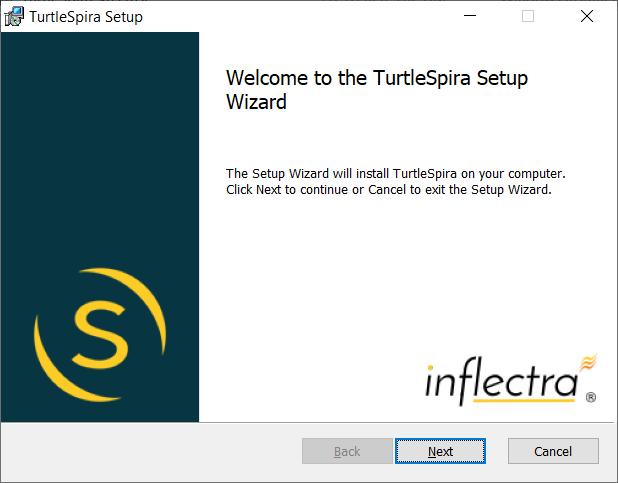 TurtleSpira Setup
Welcome to the TurtleSpira Setup
Wizard
The Setup Wizard will install TurtleSpira on your computer.
Click Next to continue or Cancel to exit the Setup Wizard.
S
inflectra®
Back
Next
Cancel